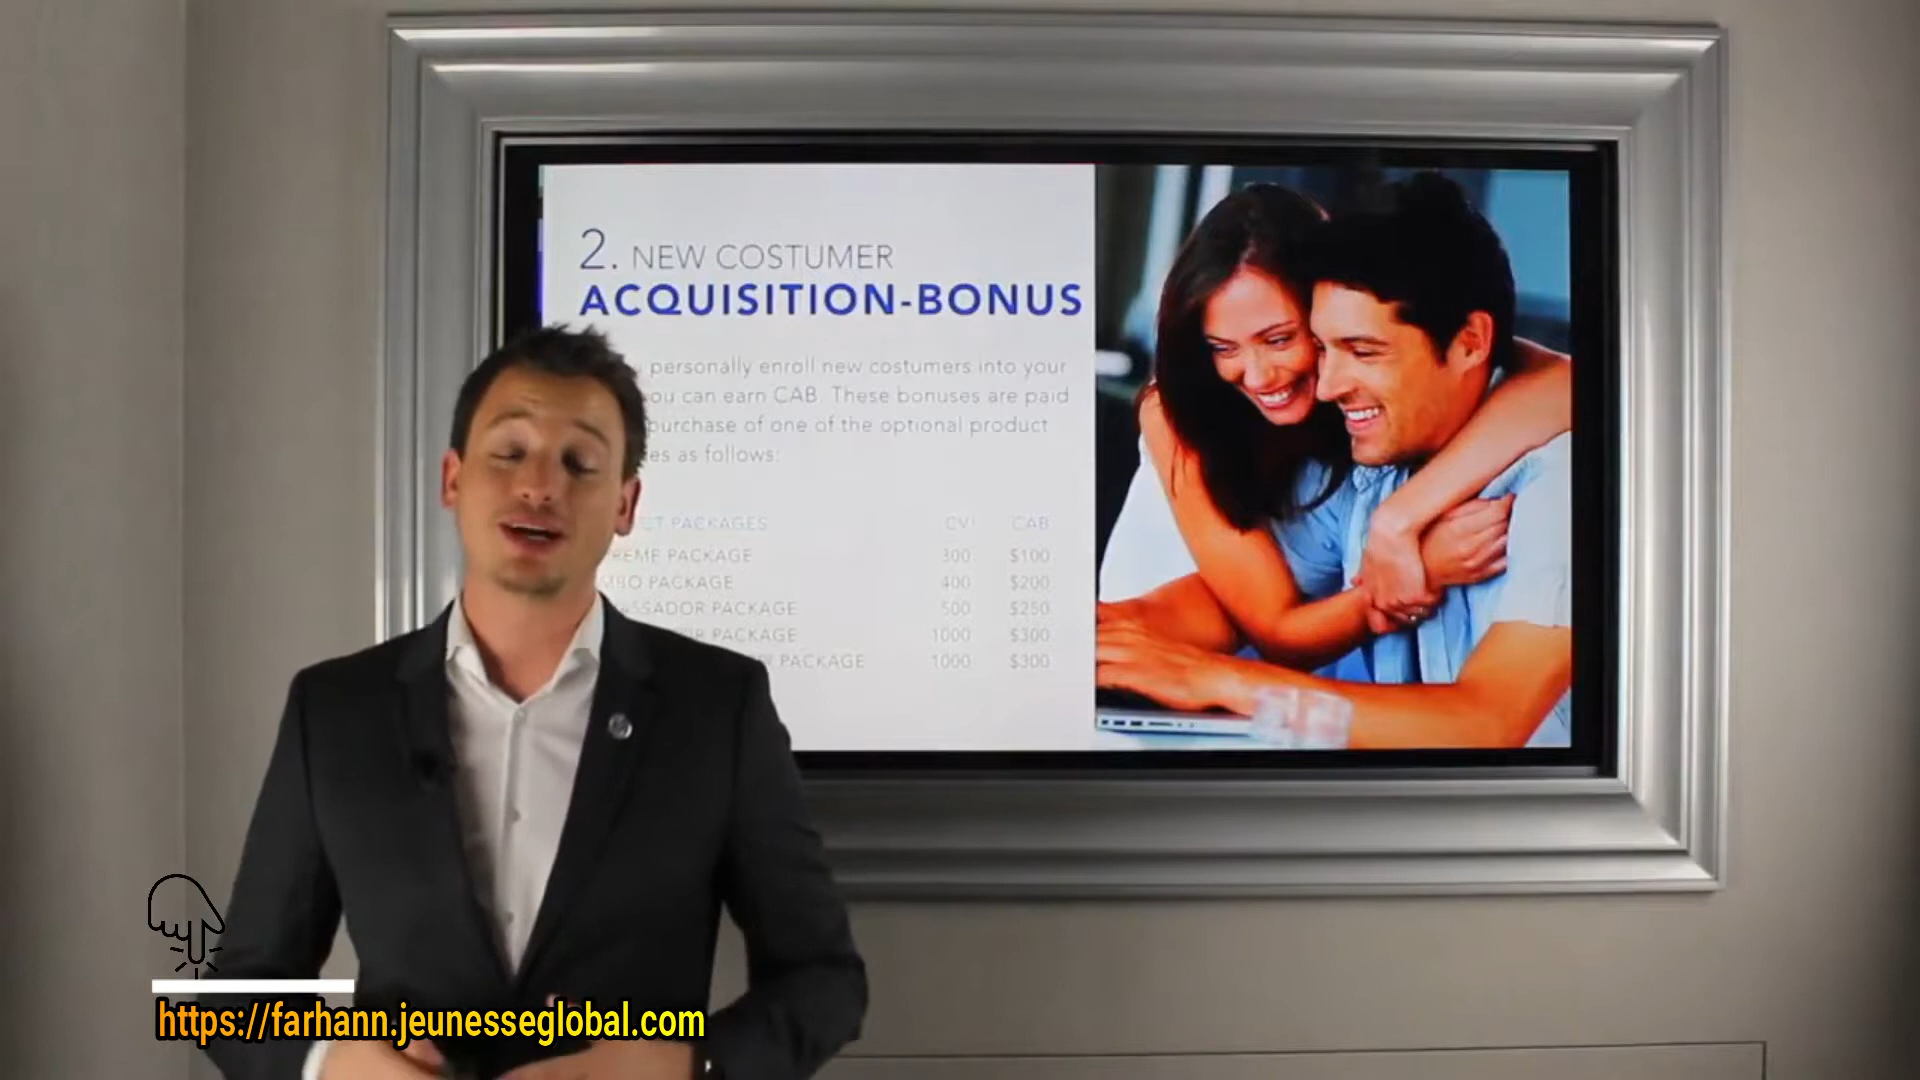 2. NEW COSTUMER
ACQUISITION-BONUS
personally enroll new costumers into your
you can earn CAB. These bonuses are paid
purchase of one of the optional product
as follows:
PACKAGES CV CAB
PACKAGE 300 $100
PACKAGE 400 $200
PACKAGE 500 $250
PACKAGE 1000 $300
PACKAGE 1000 $300
https://farhann.jeunesseglobal.com